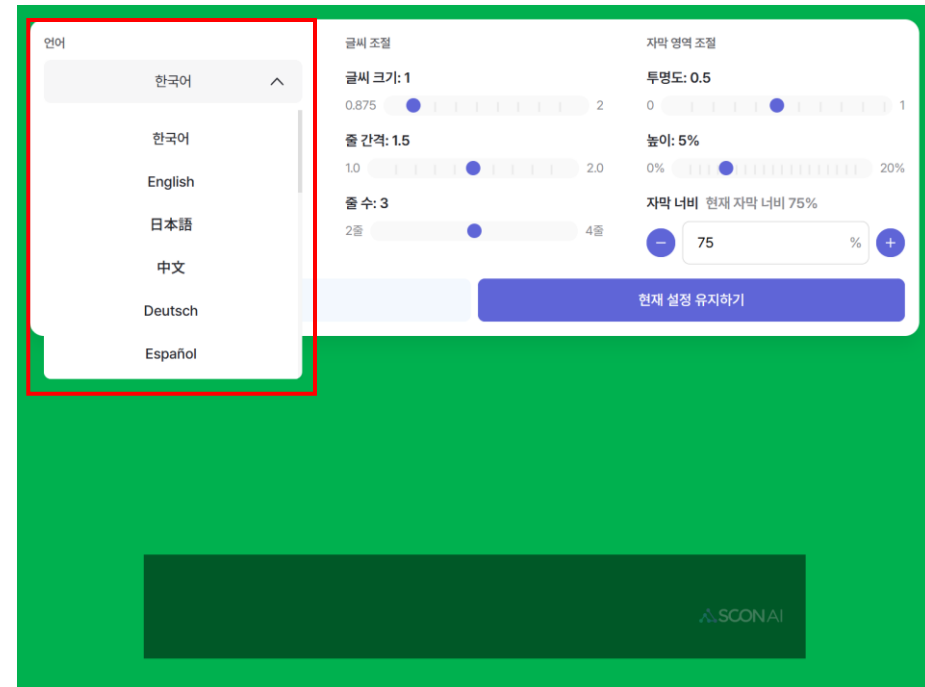 언어
한국어
한국어
English
日本語
中文
Deutsch
Español
글씨 조절
글씨 크기: 1
0.875 2
줄 간격: 1.5
1.0 2.0
줄 수: 3
2줄 4줄
자막 영역 조절
투명도: 0.5
0 1
높이: 5%
0% 20%
자막 너비 현재 자막 너비 75%
− 75 % +
현재 설정 유지하기
SCON AI